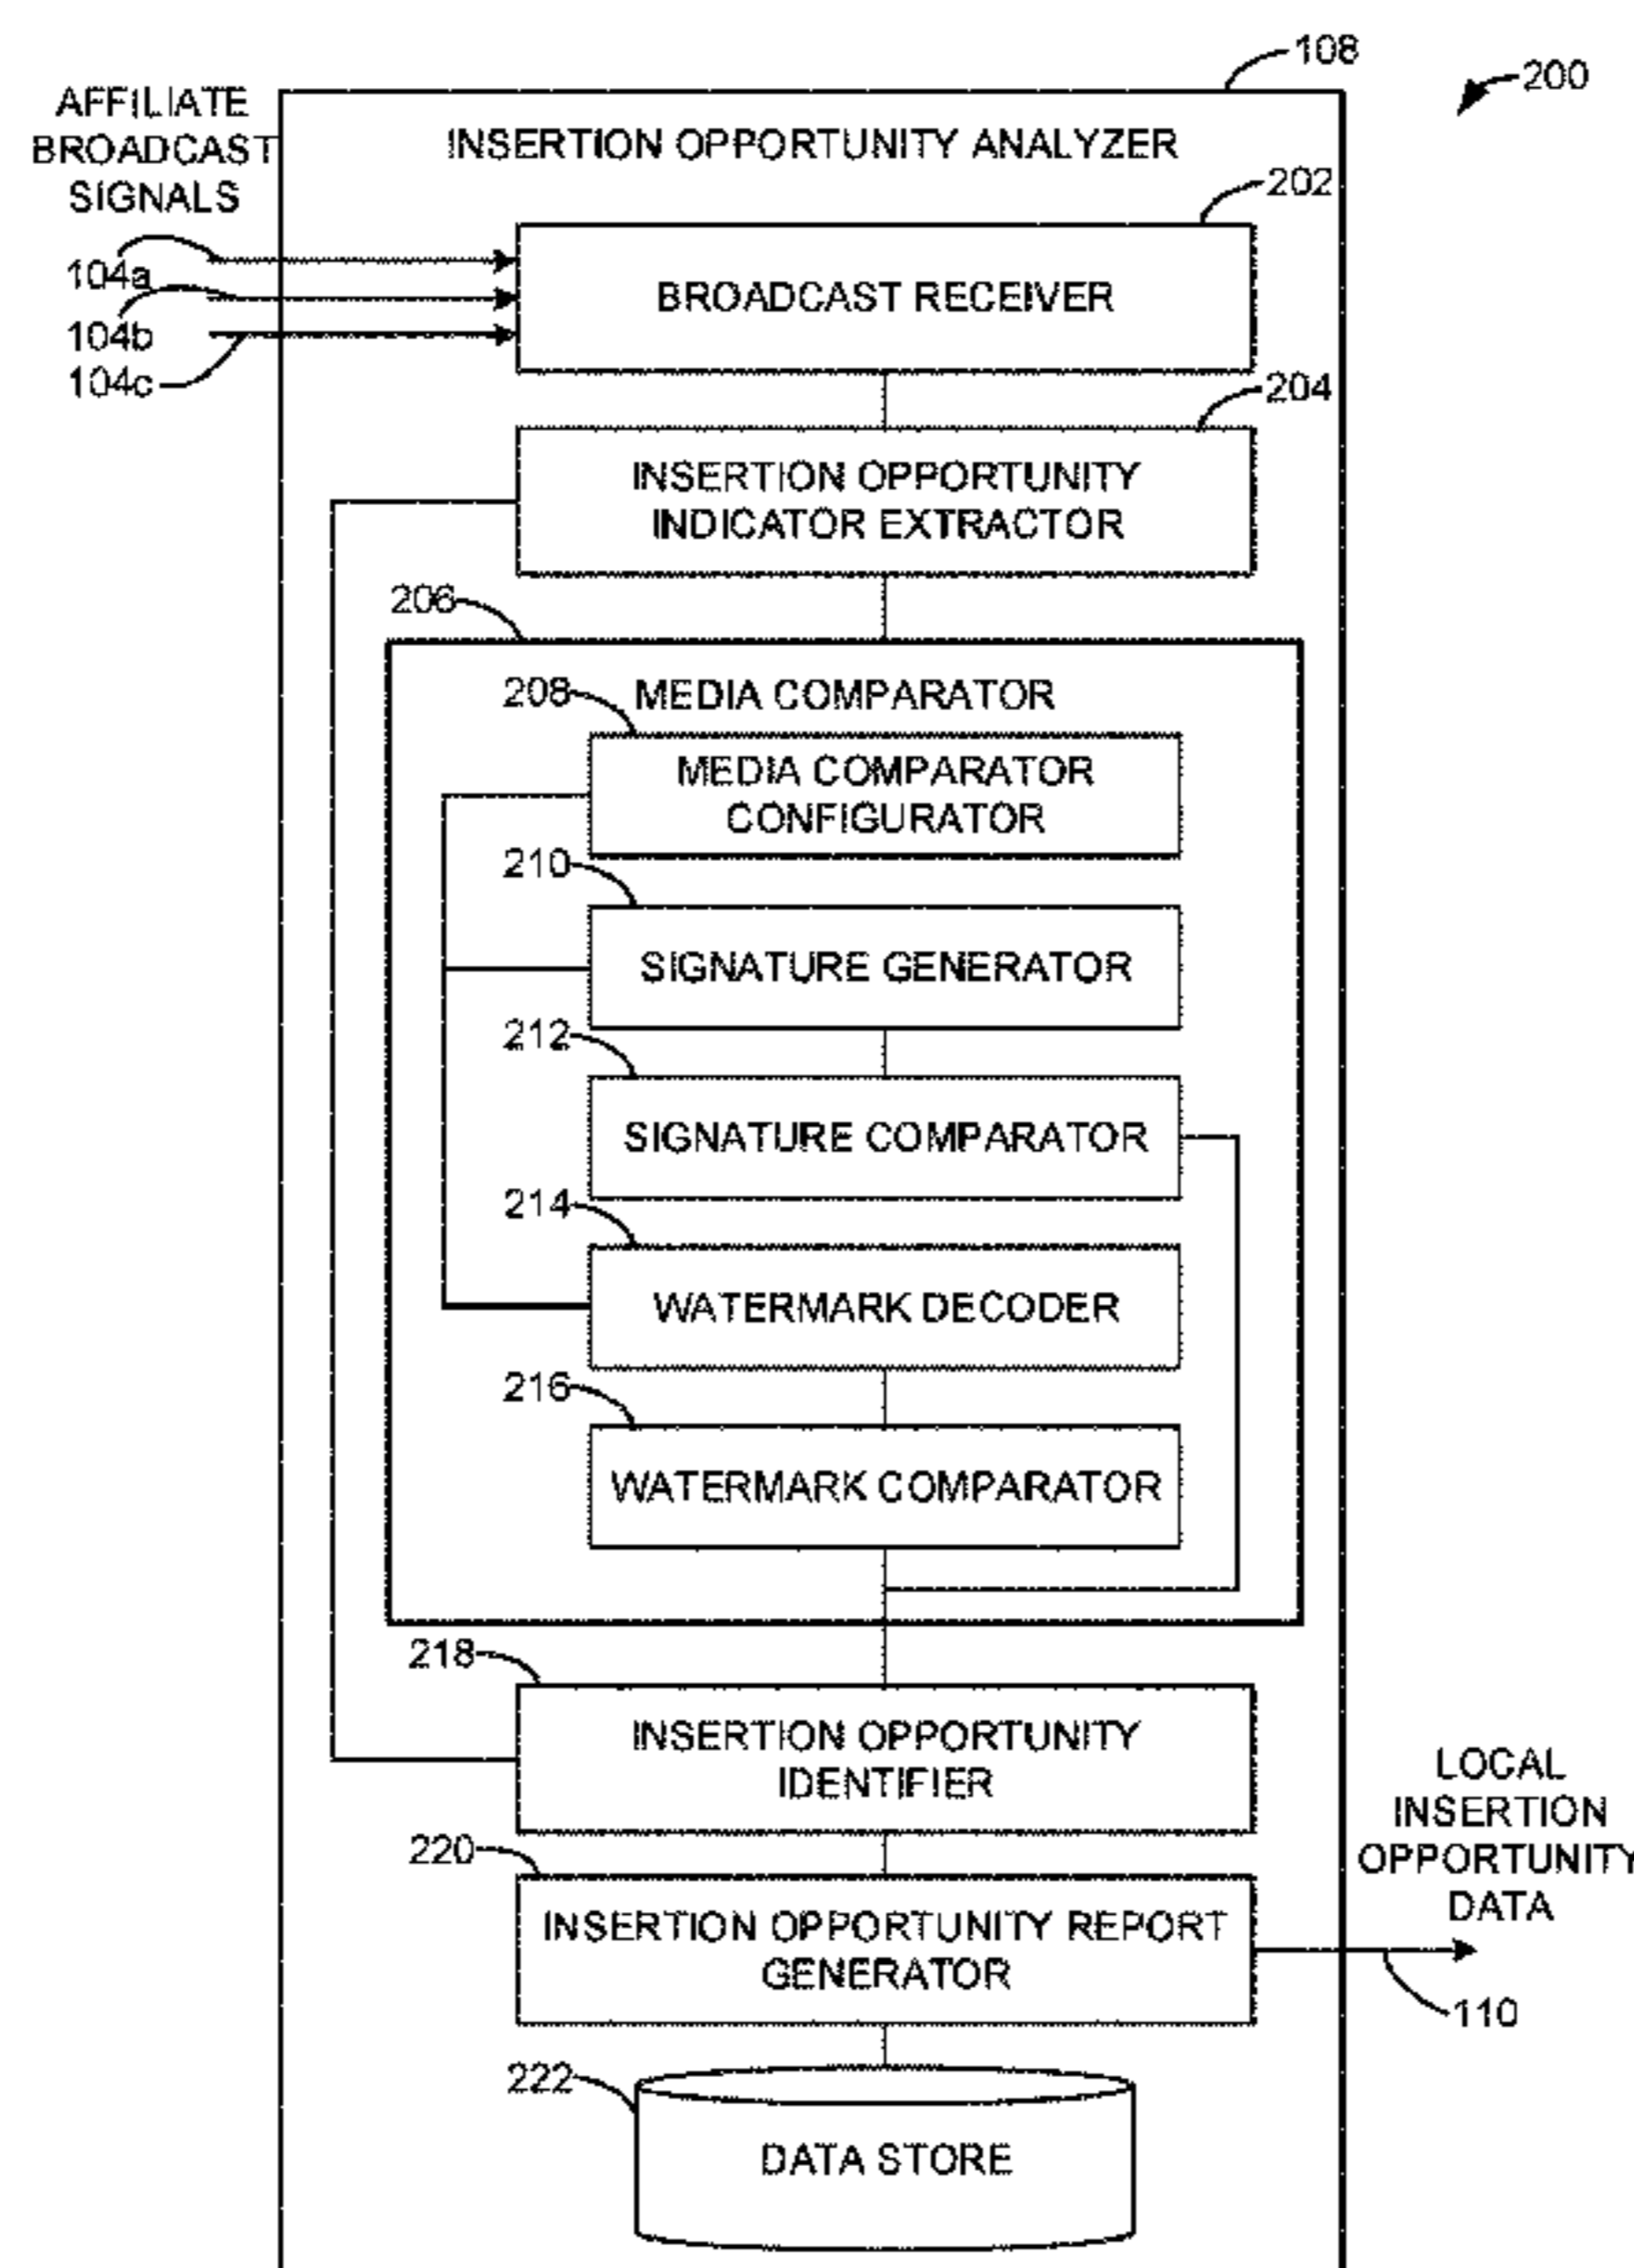 108
200
AFFILIATE
BROADCAST
SIGNALS
INSERTION OPPORTUNITY ANALYZER
202
104a
104b
104c
BROADCAST RECEIVER
204
INSERTION OPPORTUNITY
INDICATOR EXTRACTOR
206
MEDIA COMPARATOR
208
MEDIA COMPARATOR
CONFIGURATOR
210
SIGNATURE GENERATOR
212
SIGNATURE COMPARATOR
214
WATERMARK DECODER
216
WATERMARK COMPARATOR
218
INSERTION OPPORTUNITY
IDENTIFIER
LOCAL
INSERTION
OPPORTUNITY
DATA
220
INSERTION OPPORTUNITY REPORT
GENERATOR
110
222
DATA STORE